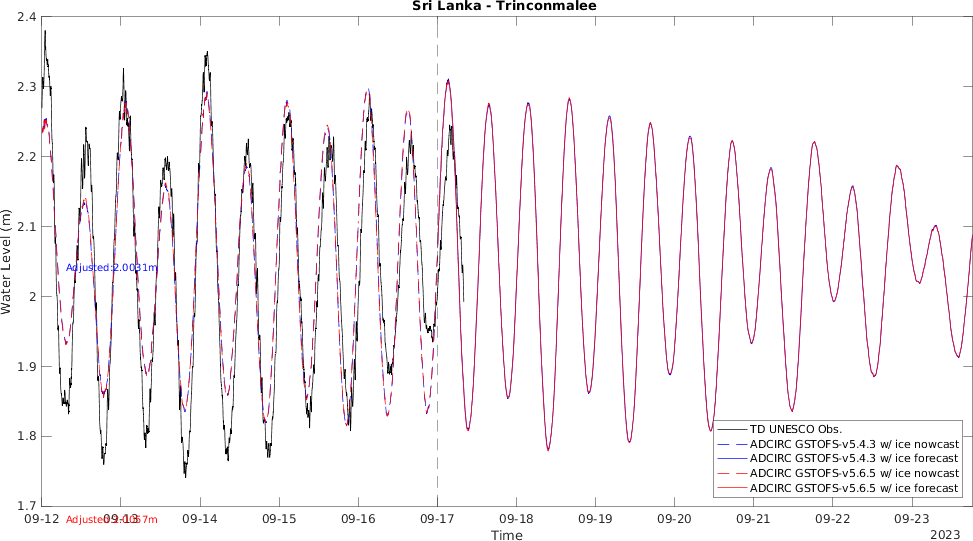 Sri Lanka - Trinconmalee
2.4
2.3
2.2
2.1
2
1.9
1.8
1.7
Water Level (m)
Adjusted:2.0031m
TD UNESCO Obs.
ADCIRC GSTOFS-v5.4.3 w/ ice nowcast
ADCIRC GSTOFS-v5.4.3 w/ ice forecast
ADCIRC GSTOFS-v5.6.5 w/ ice nowcast
ADCIRC GSTOFS-v5.6.5 w/ ice forecast
09-12 09-13 09-14 09-15 09-16 09-17 09-18 09-19 09-20 09-21 09-22 09-23
Time
2023